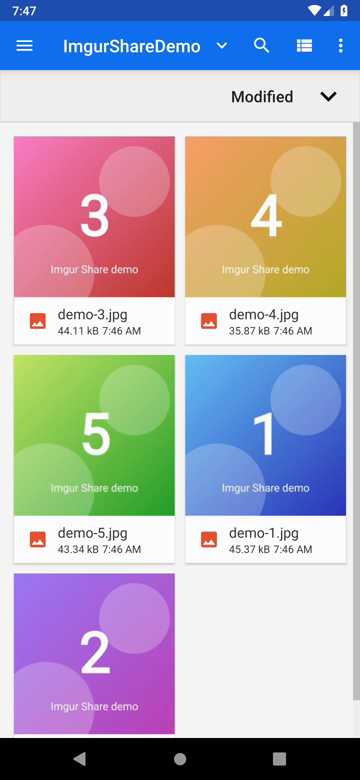 7:47
ImgurShareDemo
Modified
3
Imgur Share demo
demo-3.jpg
44.11 kB 7:46 AM
4
Imgur Share demo
demo-4.jpg
35.87 kB 7:46 AM
5
Imgur Share demo
demo-5.jpg
43.34 kB 7:46 AM
1
Imgur Share demo
demo-1.jpg
45.37 kB 7:46 AM
2
Imgur Share demo